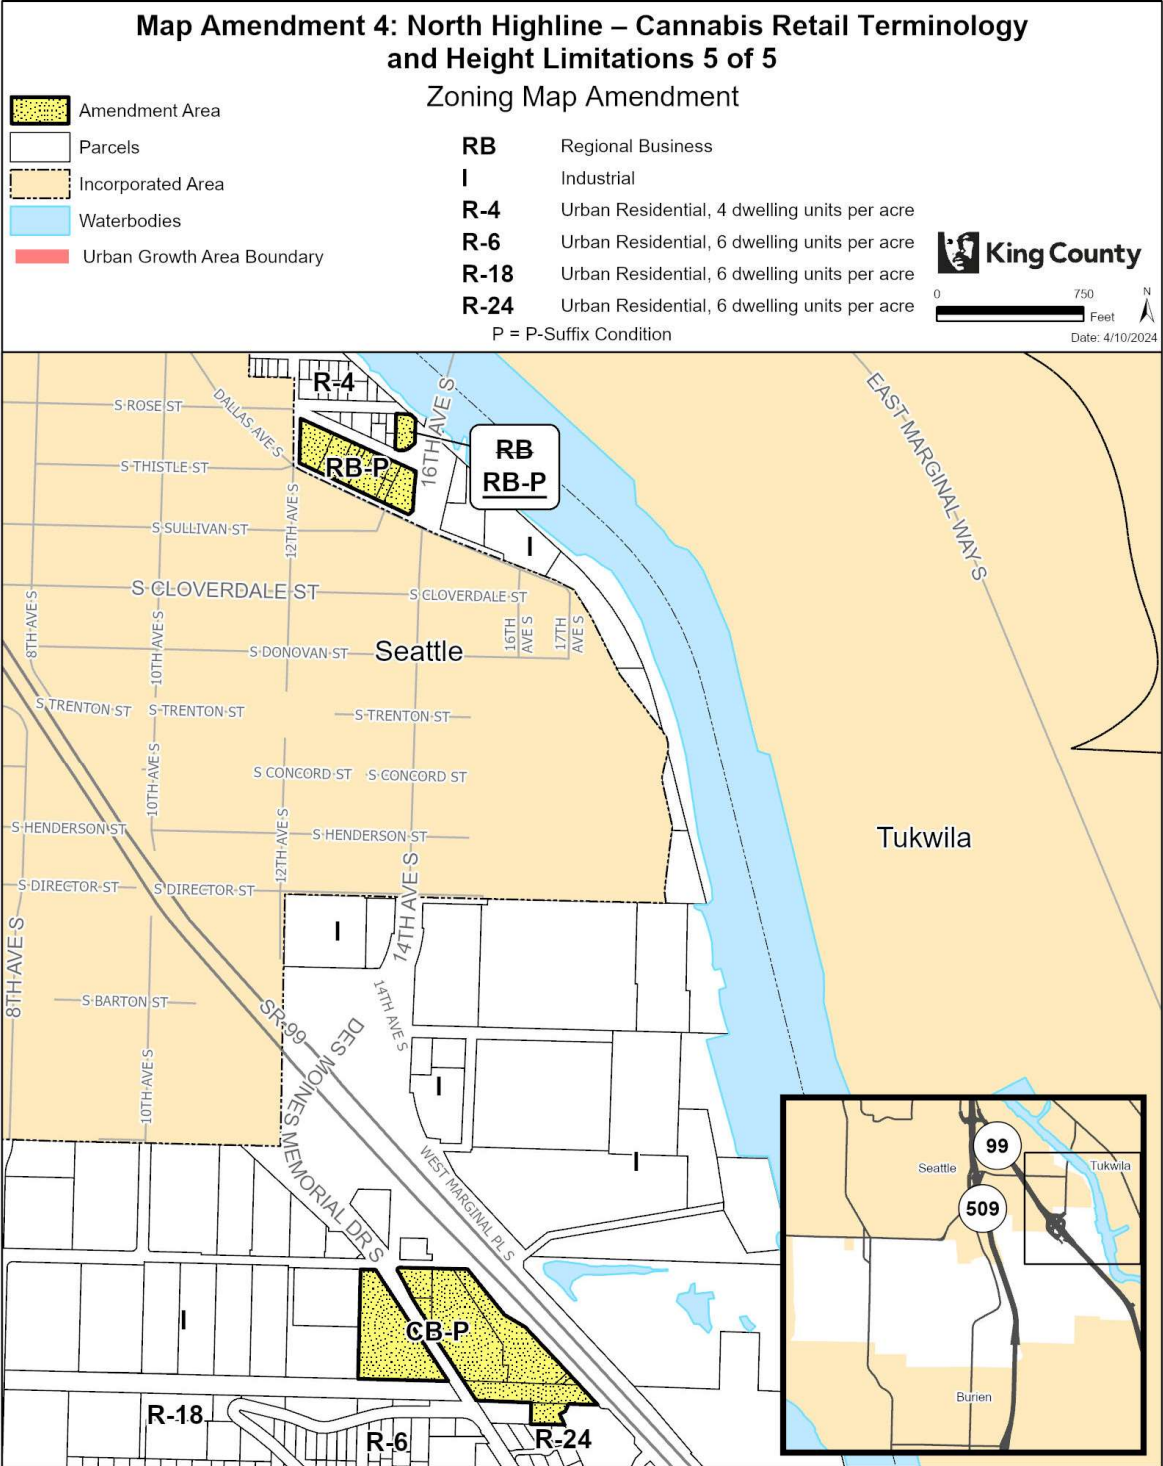 Map Amendment 4: North Highline – Cannabis Retail Terminology
and Height Limitations 5 of 5
Zoning Map Amendment
Amendment Area
Parcels
Incorporated Area
Waterbodies
Urban Growth Area Boundary
RB Regional Business
I Industrial
R-4 Urban Residential, 4 dwelling units per acre
R-6 Urban Residential, 6 dwelling units per acre
R-18 Urban Residential, 6 dwelling units per acre
R-24 Urban Residential, 6 dwelling units per acre
P = P-Suffix Condition
King County
0 750
Feet
N
Date: 4/10/2024
R-4
S ROSE ST
DALLAS AVE S
16TH AVE S
EAST MARGINAL WAY S
RB
RB-P
RB-P
S THISTLE ST
12TH AVE S
S SULLIVAN ST
I
S CLOVERDALE ST
S CLOVERDALE ST
8TH AVE S
10TH AVE S
16TH
AVE S
17TH
AVE S
S DONOVAN ST
Seattle
S TRENTON ST
S TRENTON ST
S TRENTON ST
10TH AVE S
S CONCORD ST
S CONCORD ST
S HENDERSON ST
12TH AVE S
S HENDERSON ST
Tukwila
S DIRECTOR ST
S DIRECTOR ST
14TH AVE S
8TH AVE S
I
S BARTON ST
SR-99
14TH AVE S
DES MOINES MEMORIAL DR S
10TH AVE S
I
WEST MARGINAL PL S
I
I
CB-P
R-18
R-6
R-24
99
Seattle
Tukwila
509
Burien